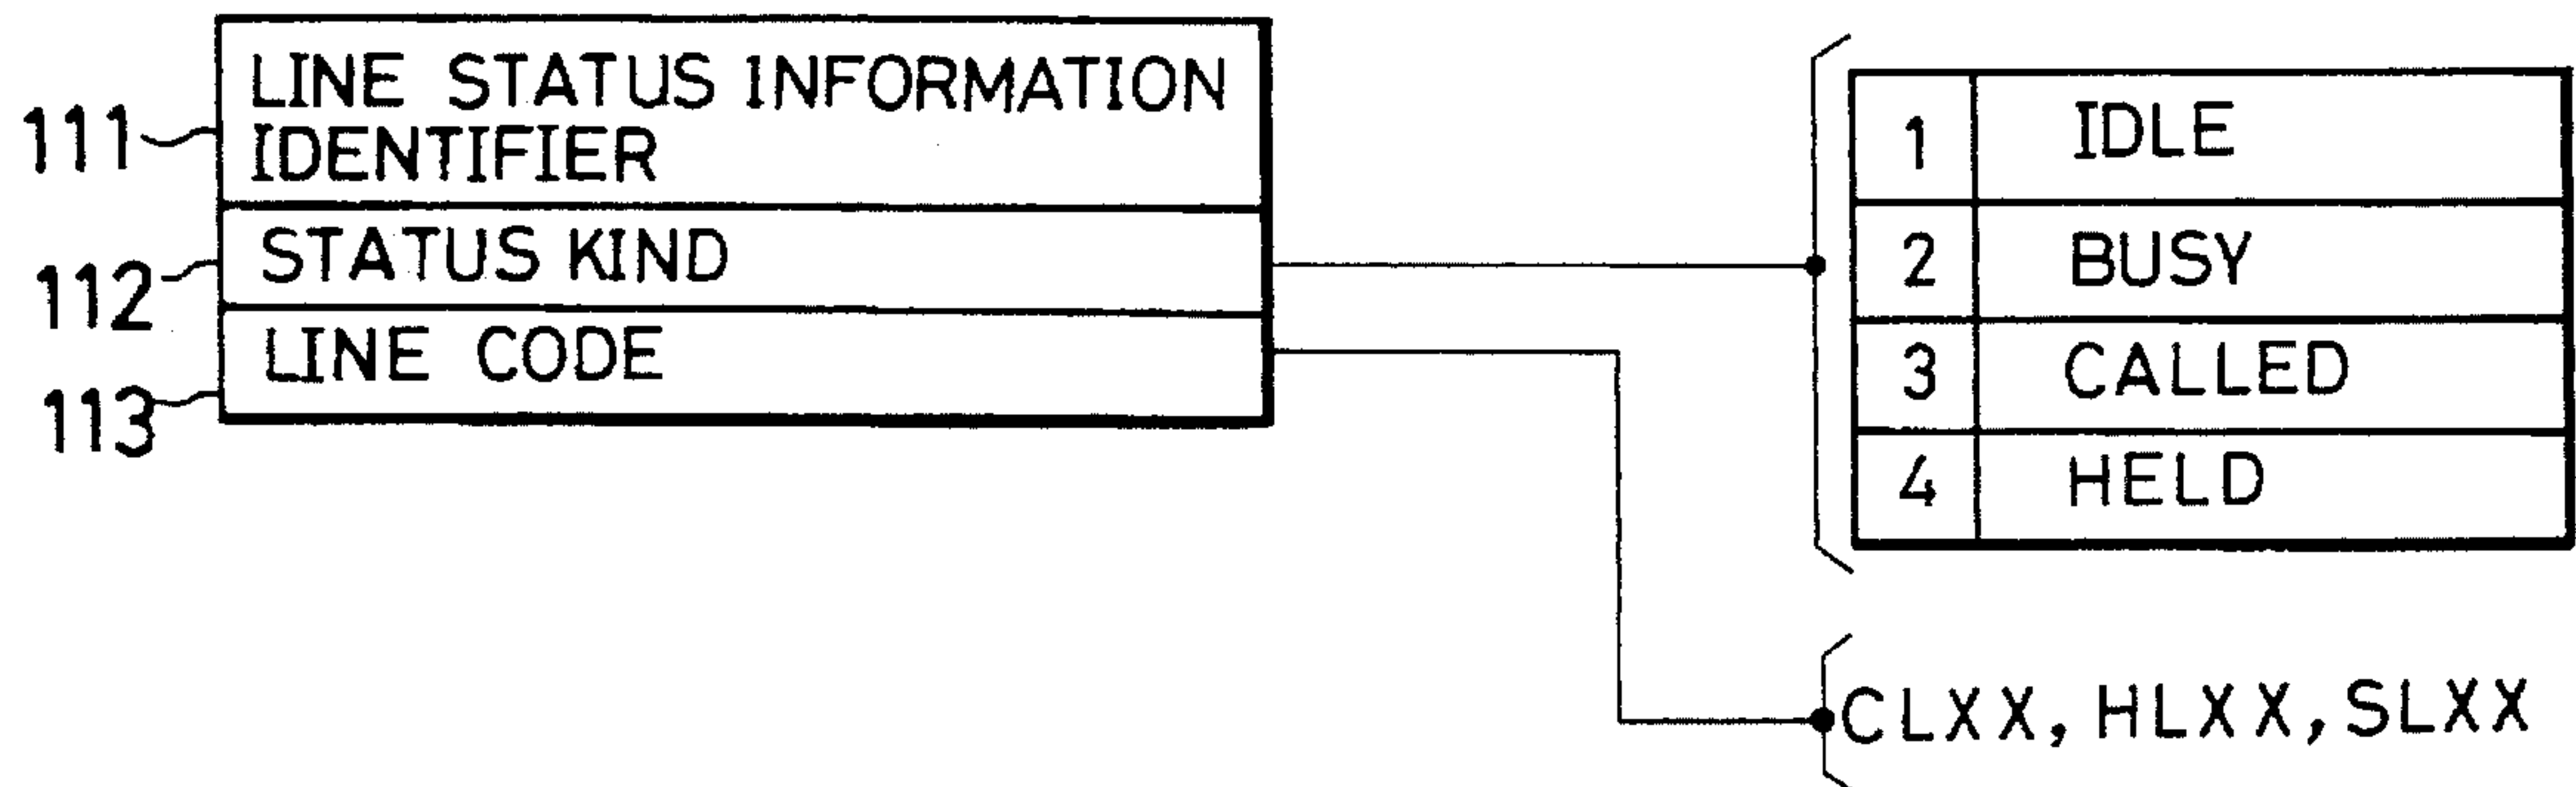 111
LINE STATUS INFORMATION
IDENTIFIER
112
STATUS KIND
113
LINE CODE
1 IDLE
2 BUSY
3 CALLED
4 HELD
CLXX, HLXX, SLXX